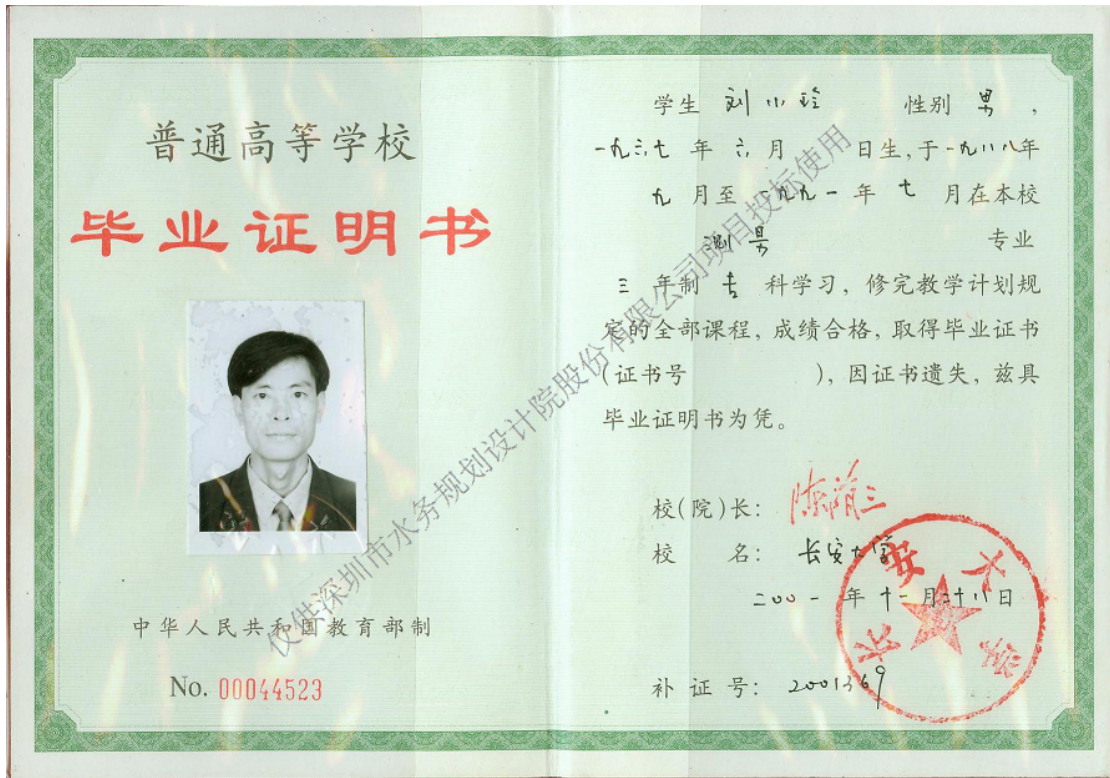 普通高等学校
毕业证明书
中华人民共和国教育部制
No. 00044523
学生 刘小玲 性别 男,
一九六七 年 六 月 日生,于一九八八年
九 月至一九九一 年 七 月在本校
测 专业
三 年制 专 科学习, 修完教学计划规
定的全部课程, 成绩合格, 取得毕业证书
(证书号 ), 因证书遗失, 兹具
毕业证明书为凭。
校(院)长:
校 名: 长安大学
二〇〇一 年 十一 月二十八日
补 证 号: 2001369
长安大学
仅供深圳市水务规划设计院股份有限公司项目投标使用